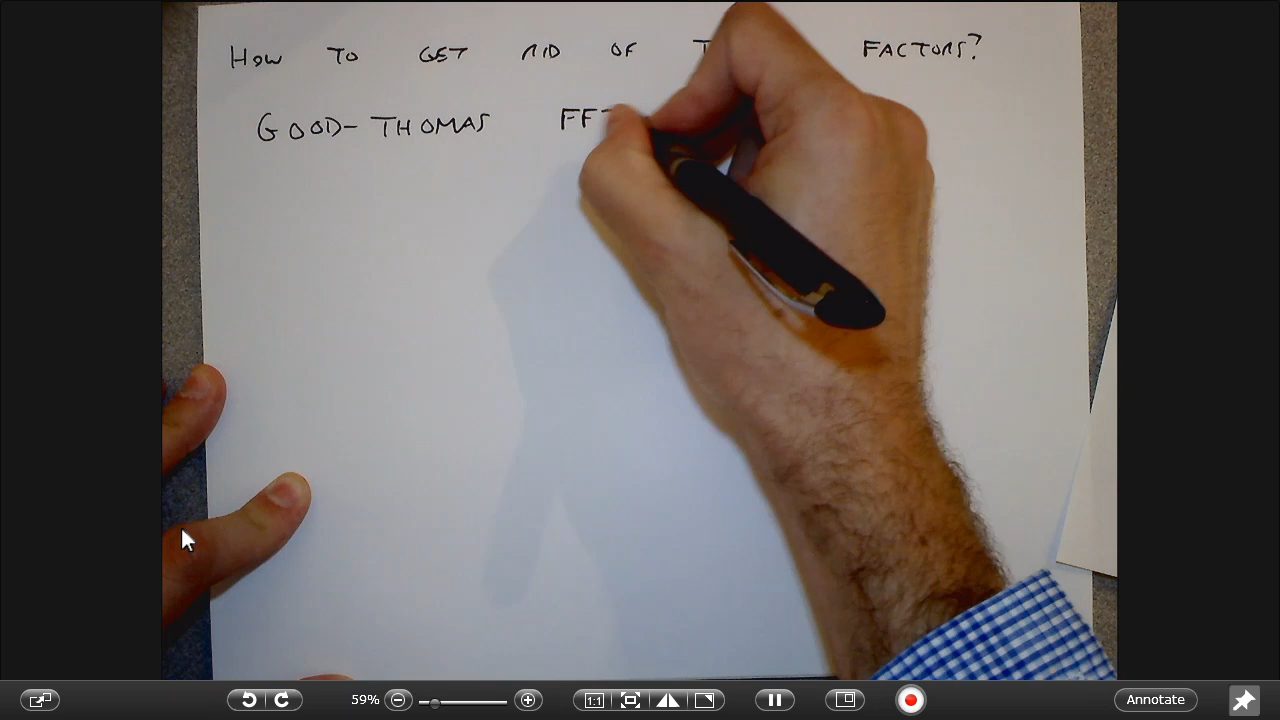 How TO GET RID OF FACTORS?
GOOD-THOMAS FFT
59%
1:1
Annotate